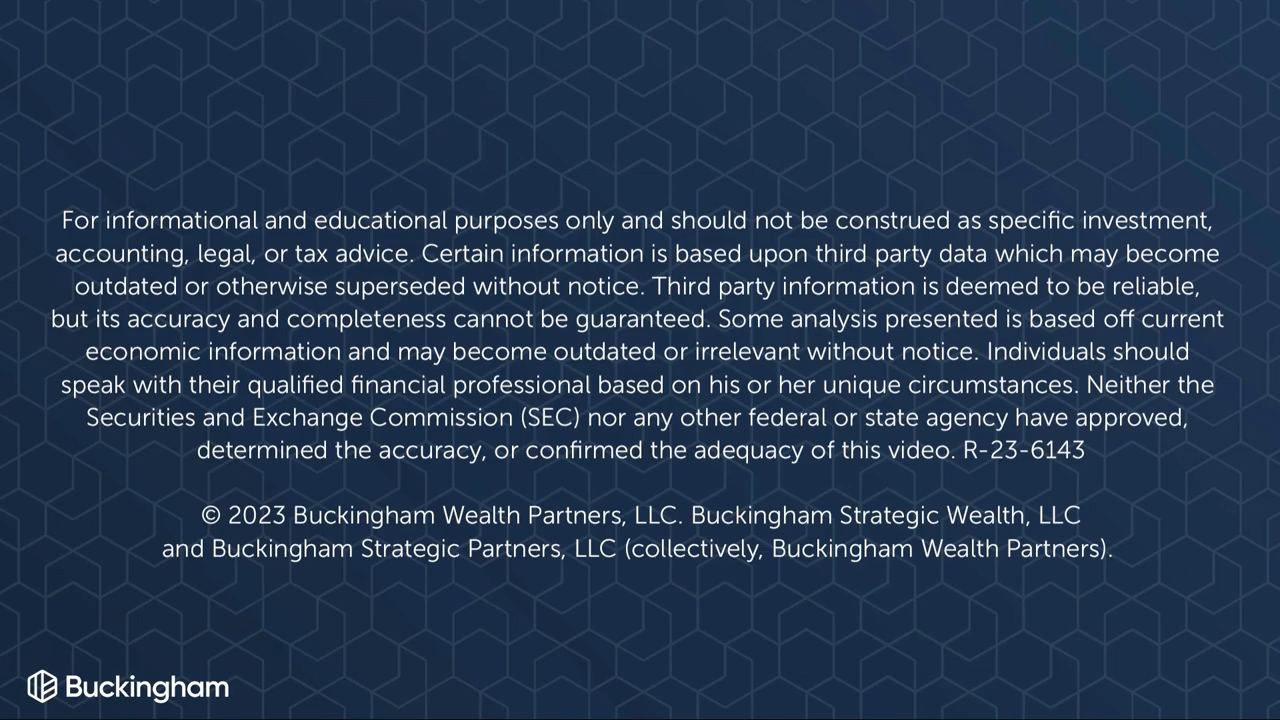 For informational and educational purposes only and should not be construed as specific investment,
accounting, legal, or tax advice. Certain information is based upon third party data which may become
outdated or otherwise superseded without notice. Third party information is deemed to be reliable,
but its accuracy and completeness cannot be guaranteed. Some analysis presented is based off current
economic information and may become outdated or irrelevant without notice. Individuals should
speak with their qualified financial professional based on his or her unique circumstances. Neither the
Securities and Exchange Commission (SEC) nor any other federal or state agency have approved,
determined the accuracy, or confirmed the adequacy of this video. R-23-6143
© 2023 Buckingham Wealth Partners, LLC. Buckingham Strategic Wealth, LLC
and Buckingham Strategic Partners, LLC (collectively, Buckingham Wealth Partners).
Buckingham